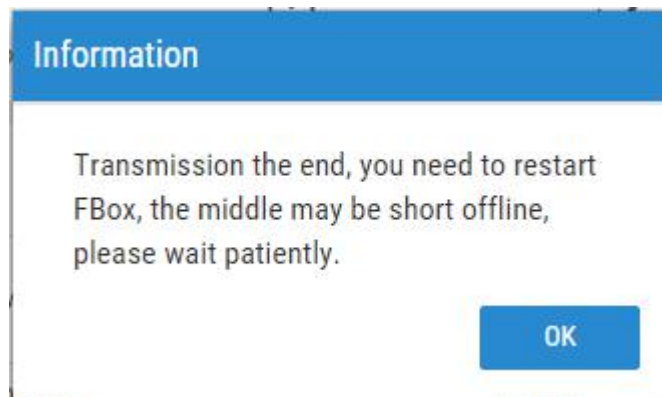 Information
Transmission the end, you need to restart
FBox, the middle may be short offline,
please wait patiently.
OK